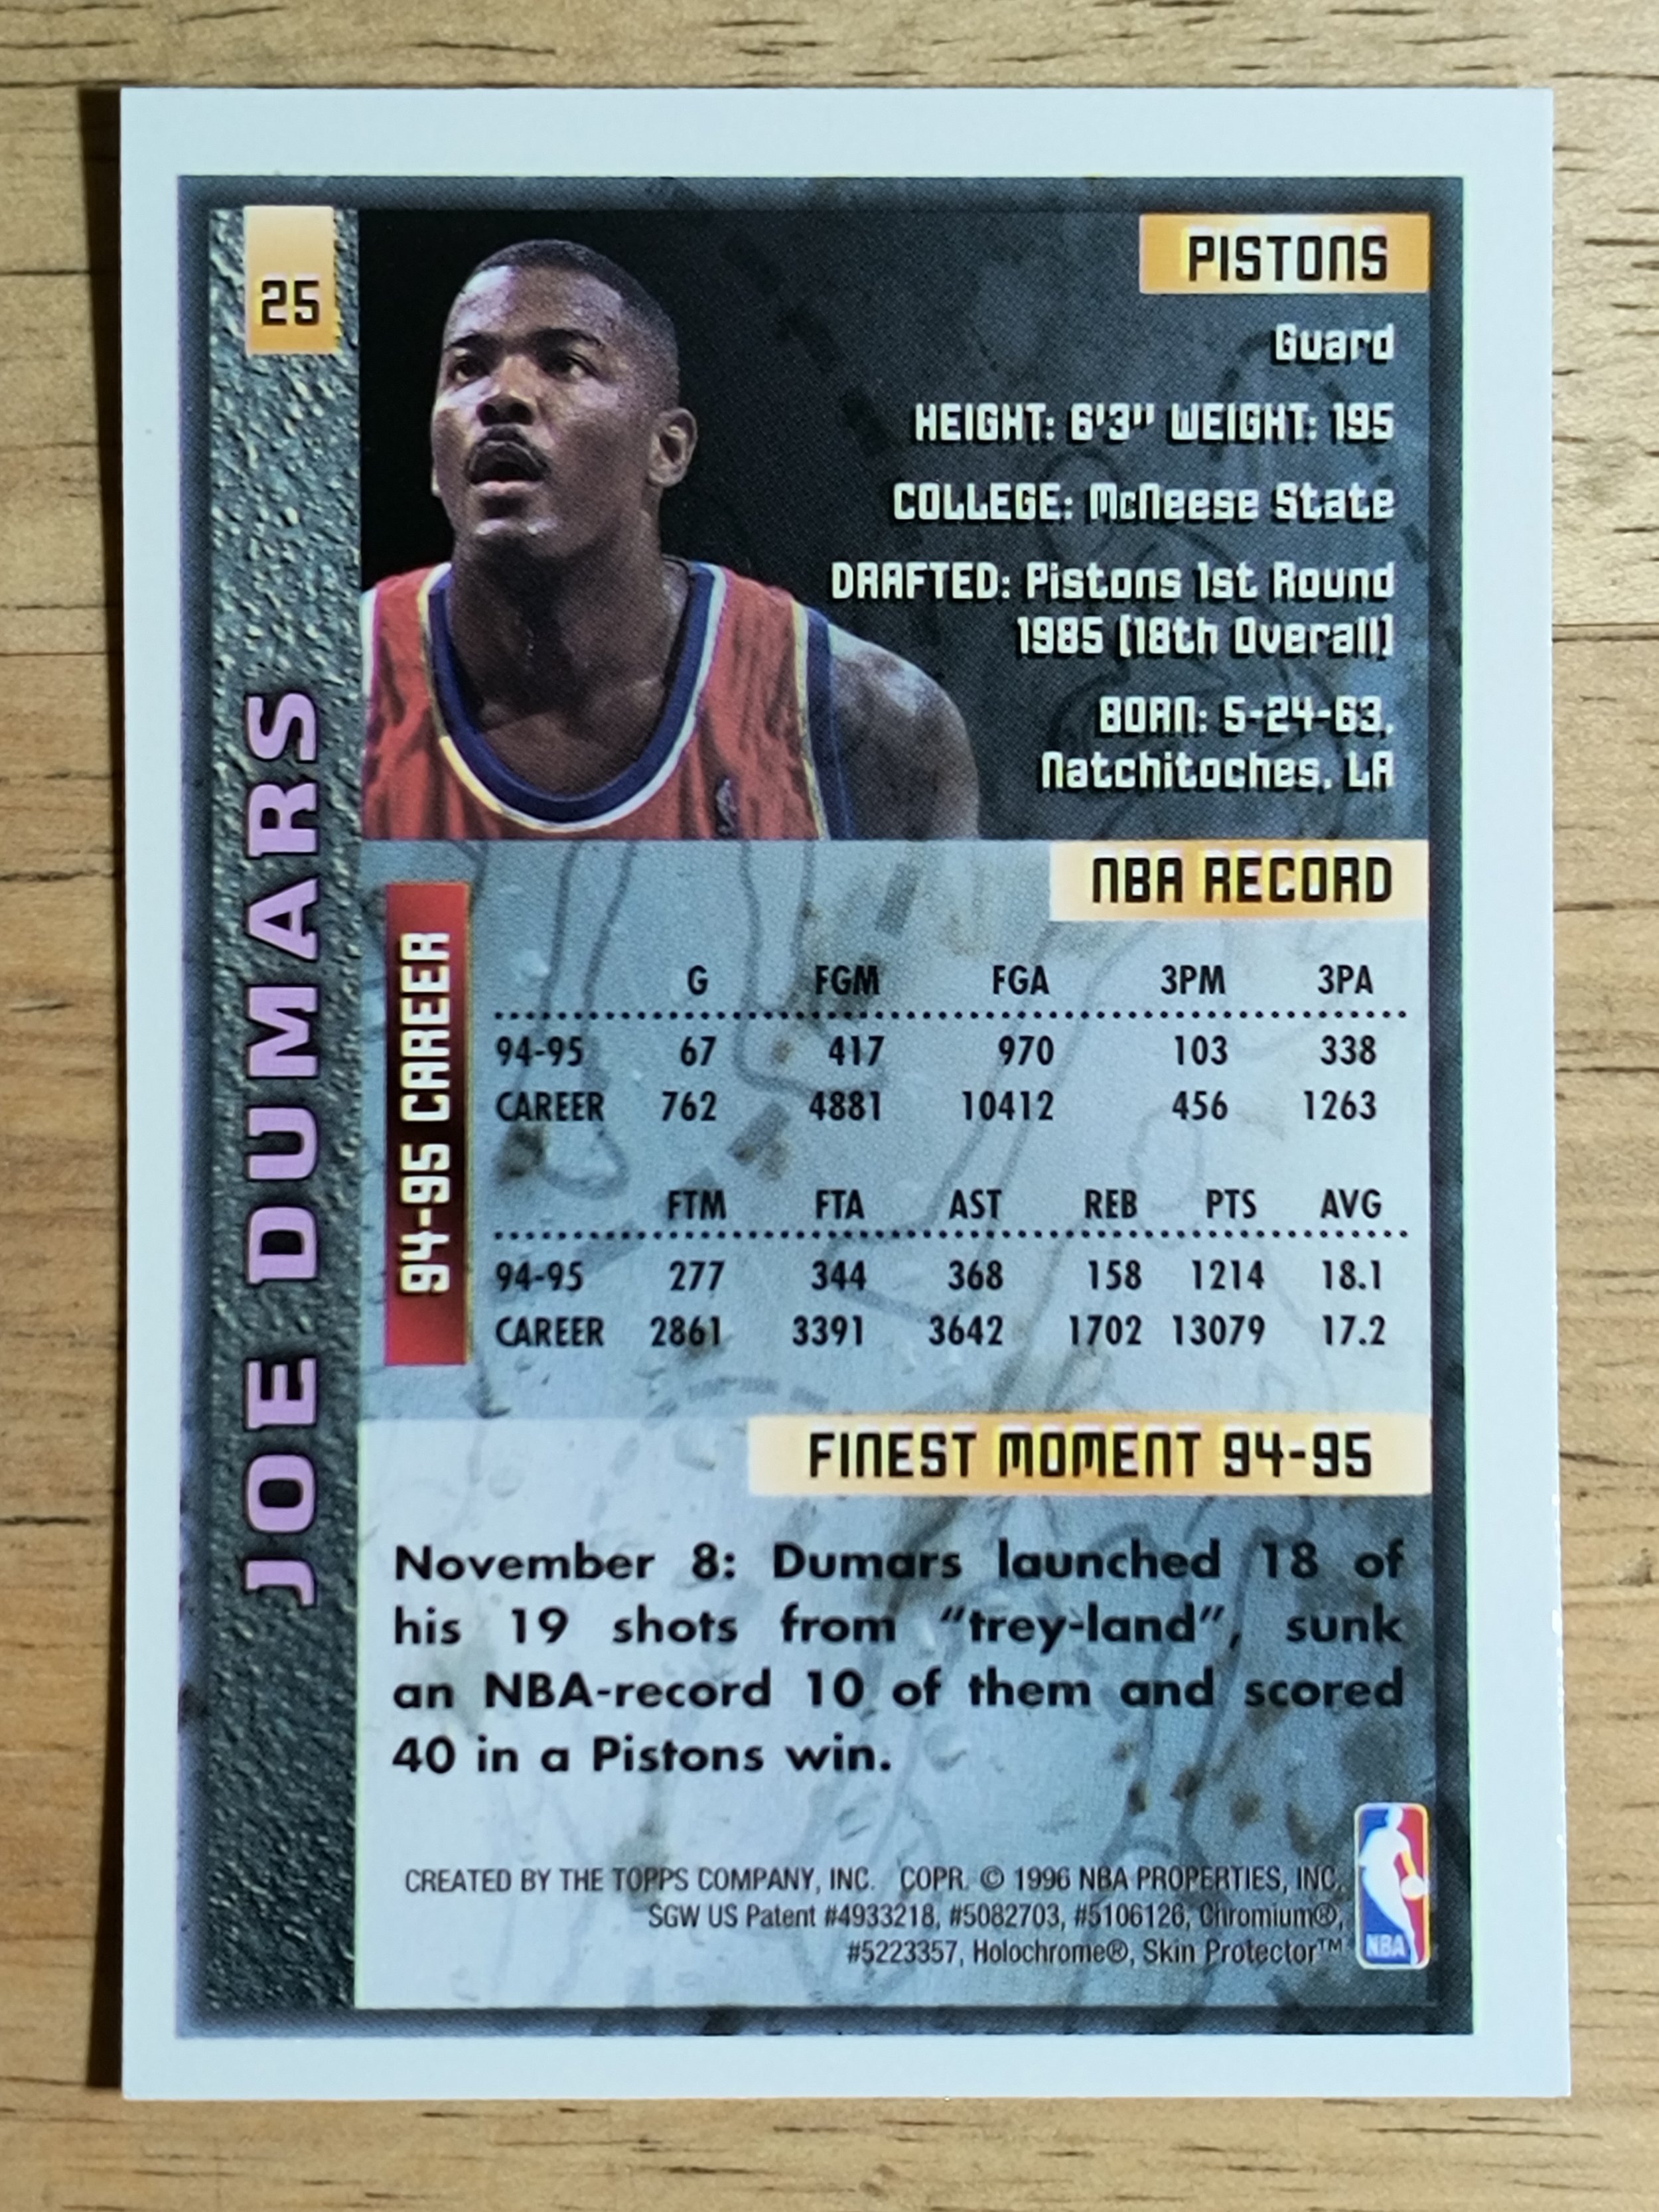 25
JOE DUMARS
PISTONS
Guard
HEIGHT: 6'3" WEIGHT: 195
COLLEGE: McNeese State
DRAFTED: Pistons 1st Round
1985 (18th Overall)
BORN: 5-24-63,
Natchitoches, LA
NBA RECORD
94-95 CAREER
G FGM FGA 3PM 3PA
94-95 67 417 970 103 338
CAREER 762 4881 10412 456 1263
FTM FTA AST REB PTS AVG
94-95 277 344 368 158 1214 18.1
CAREER 2861 3391 3642 1702 13079 17.2
FINEST MOMENT 94-95
November 8: Dumars launched 18 of
his 19 shots from “trey-land”, sunk
an NBA-record 10 of them and scored
40 in a Pistons win.
CREATED BY THE TOPPS COMPANY, INC. COPR. © 1996 NBA PROPERTIES, INC.
SGW US Patent #4933218, #5082703, #5106126, Chromium®,
#5223357, Holochrome®, Skin Protector™
NBA